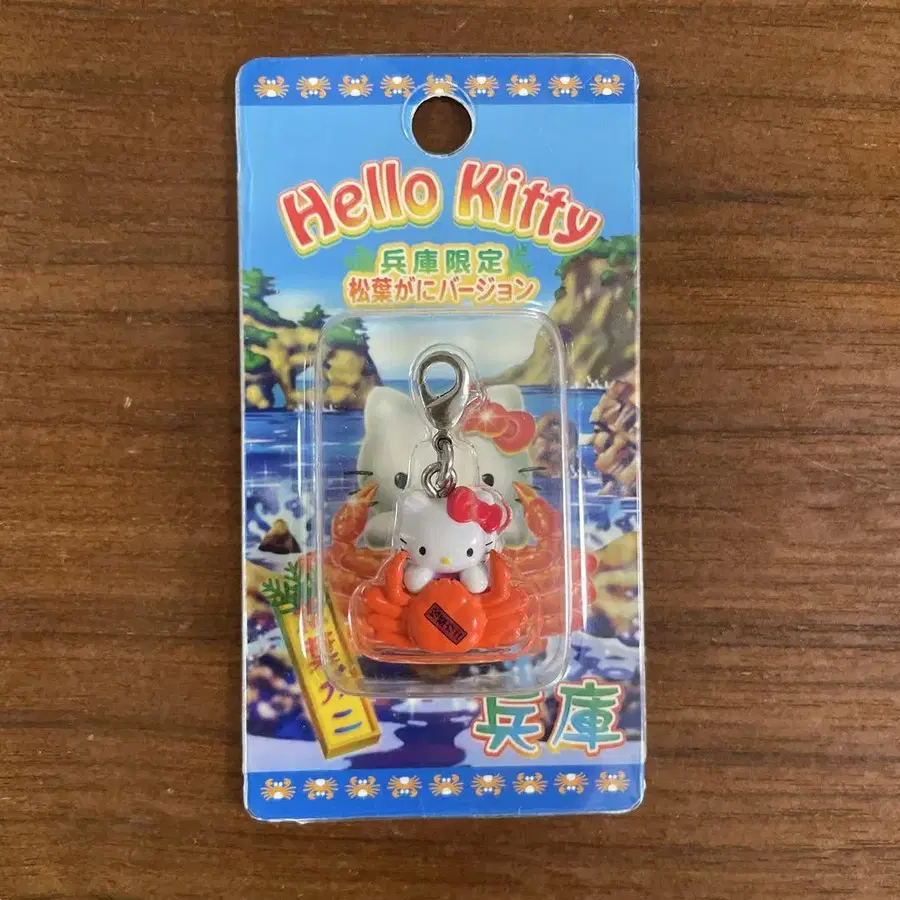 Hello Kitty
兵庫限定
松葉がにバージョン
兵庫